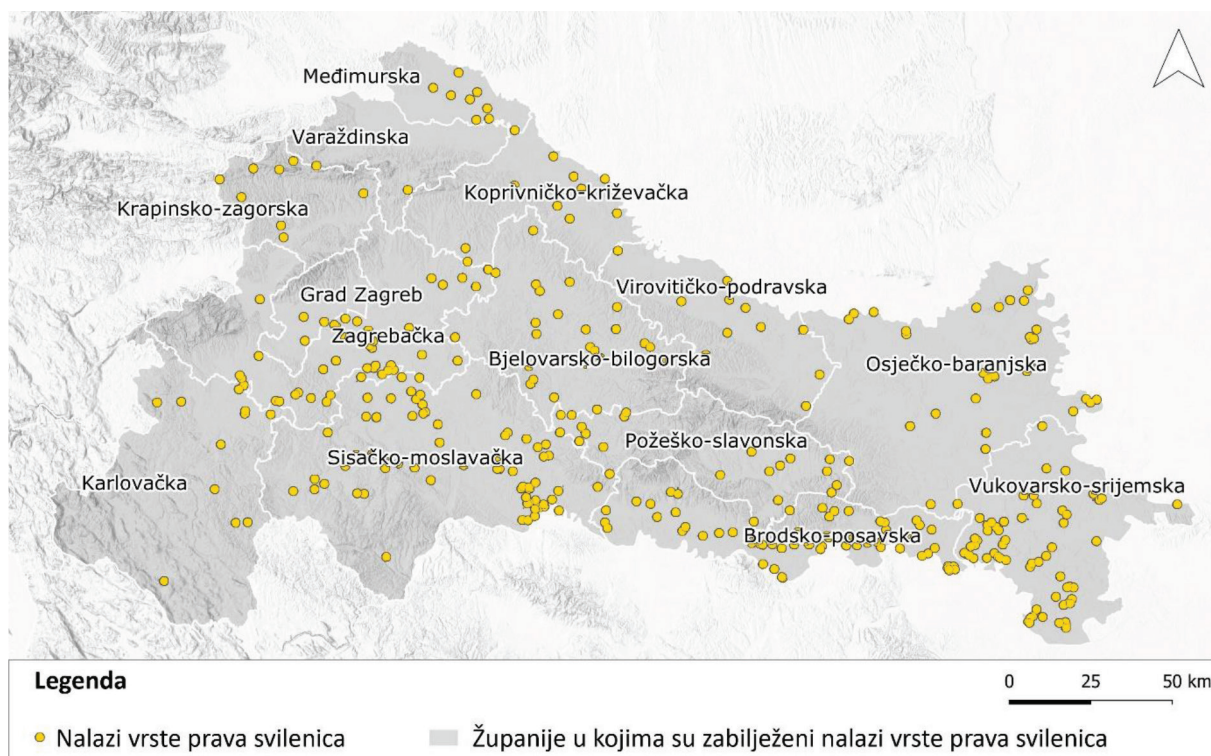 Međimurska
Varaždinska
Koprivničko-križevačka
Krapinsko-zagorska
Grad Zagreb
Virovitičko-podravska
Zagrebačka
Bjelovarsko-bilogorska
Osječko-baranjska
Požeško-slavonska
Sisačko-moslavačka
Karlovačka
Vukovarsko-srijemska
Brodsko-posavska
Legenda
0 25 50 km
Nalazi vrste prava svilenica
Županije u kojima su zabilježeni nalazi vrste prava svilenica